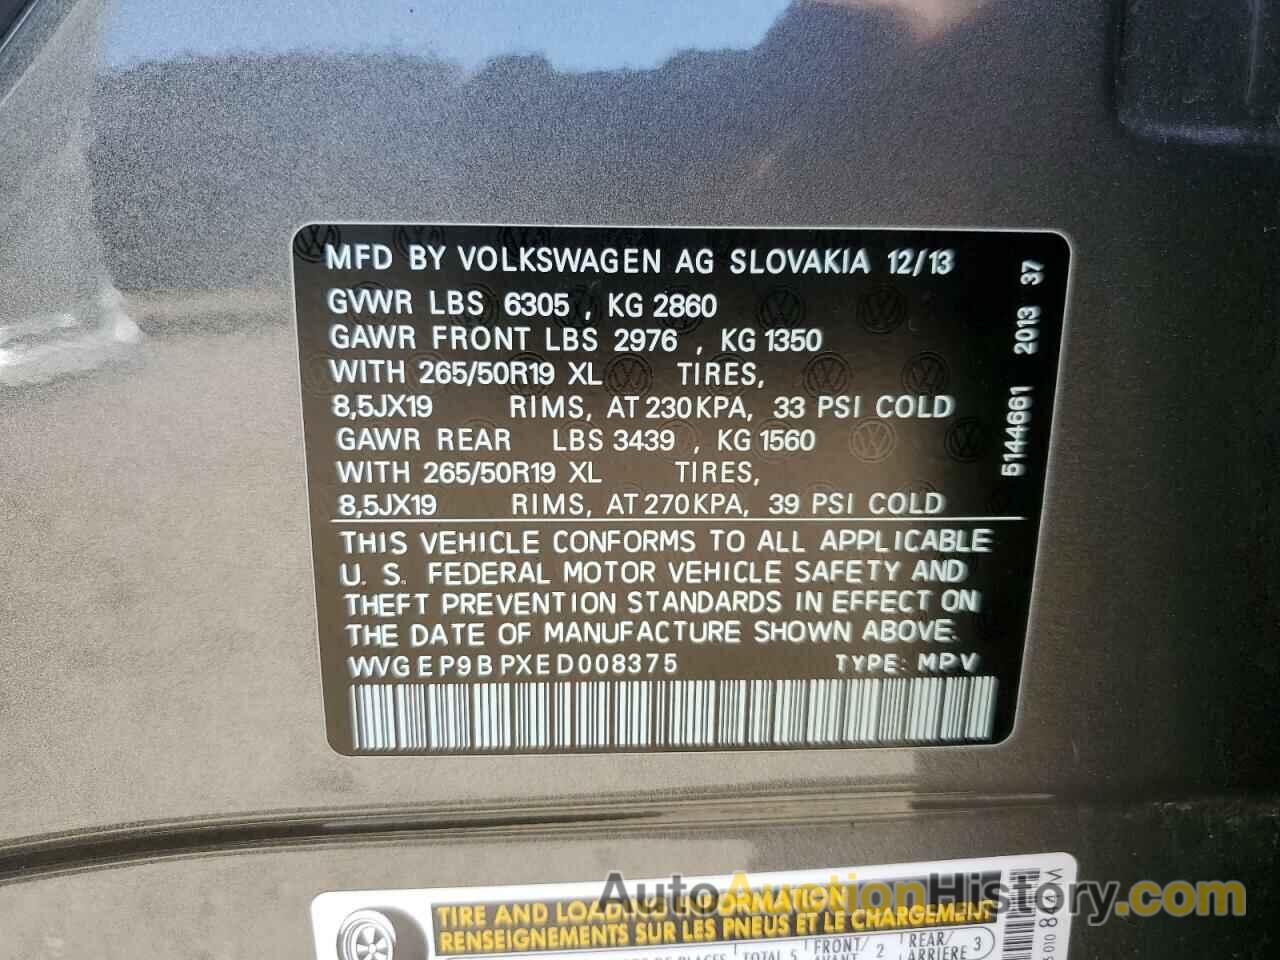 MFD BY VOLKSWAGEN AG SLOVAKIA 12/13
GVWR LBS 6305 , KG 2860
GAWR FRONT LBS 2976 , KG 1350
WITH 265/50R19 XL TIRES,
8,5JX19 RIMS, AT 230KPA, 33 PSI COLD
GAWR REAR LBS 3439 , KG 1560
WITH 265/50R19 XL TIRES,
8,5JX19 RIMS, AT 270KPA, 39 PSI COLD
THIS VEHICLE CONFORMS TO ALL APPLICABLE
U. S. FEDERAL MOTOR VEHICLE SAFETY AND
THEFT PREVENTION STANDARDS IN EFFECT ON
THE DATE OF MANUFACTURE SHOWN ABOVE.
WVGEP9BPXED008375 TYPE: MPV
5144661 2013 37
AutoAuctionHistory.com
TIRE AND LOADING INFORMATION
RENSEIGNEMENTS SUR LES PNEUS ET LE CHARGEMENT
TOTAL 5 FRONT/ 2 REAR/ 3
AVANT ARRIÈRE